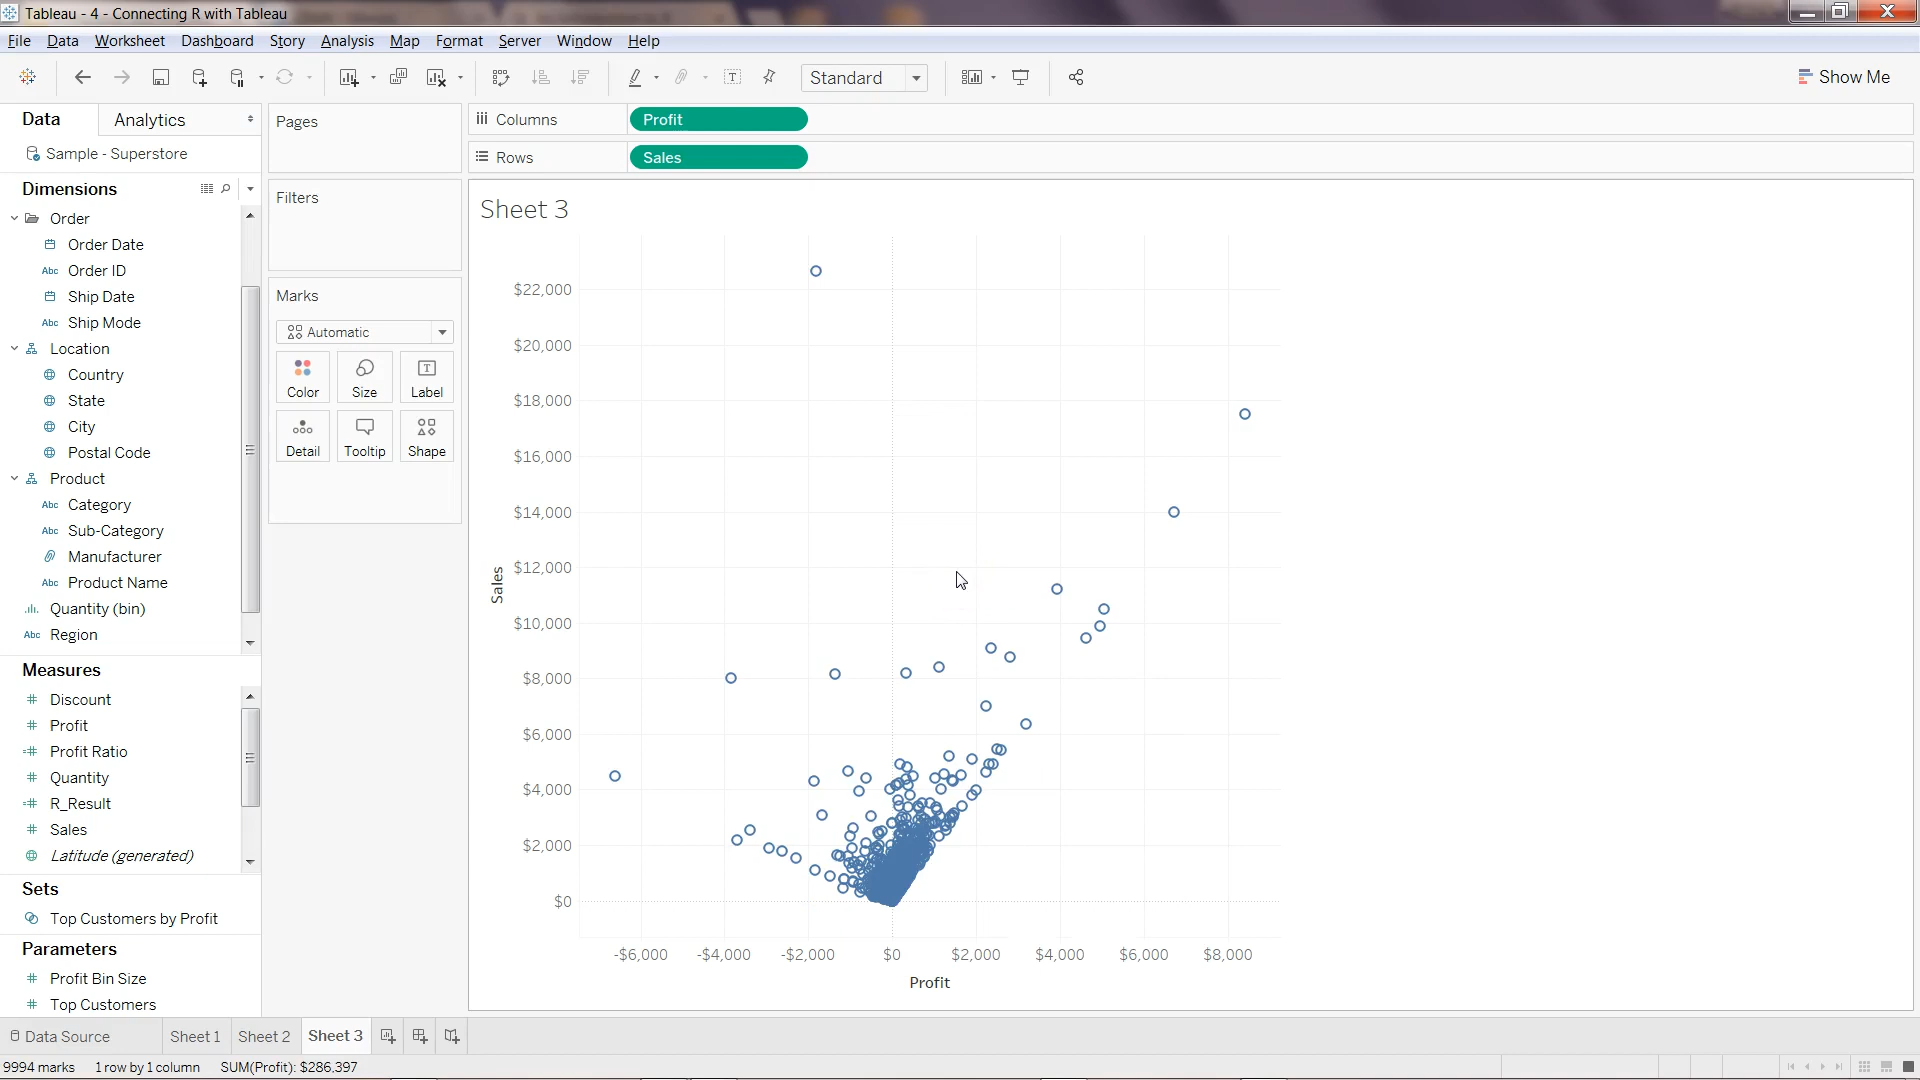 Tableau - 4 - Connecting R with Tableau
File Data Worksheet Dashboard Story Analysis Map Format Server Window Help
Standard
Show Me
Data Analytics
Sample - Superstore
Dimensions
Order
Order Date
Abc Order ID
Ship Date
Abc Ship Mode
Location
Country
State
City
Postal Code
Product
Abc Category
Abc Sub-Category
Manufacturer
Abc Product Name
Quantity (bin)
Abc Region
Measures
# Discount
# Profit
=# Profit Ratio
# Quantity
=# R_Result
# Sales
Latitude (generated)
Sets
Top Customers by Profit
Parameters
# Profit Bin Size
# Top Customers
Pages
Filters
Marks
Automatic
Color Size Label
Detail Tooltip Shape
Columns Profit
Rows Sales
Sheet 3
$22,000
$20,000
$18,000
$16,000
$14,000
$12,000
$10,000
$8,000
$6,000
$4,000
$2,000
$0
Sales
-$6,000 -$4,000 -$2,000 $0 $2,000 $4,000 $6,000 $8,000
Profit
Data Source Sheet 1 Sheet 2 Sheet 3
9994 marks 1 row by 1 column SUM(Profit): $286,397